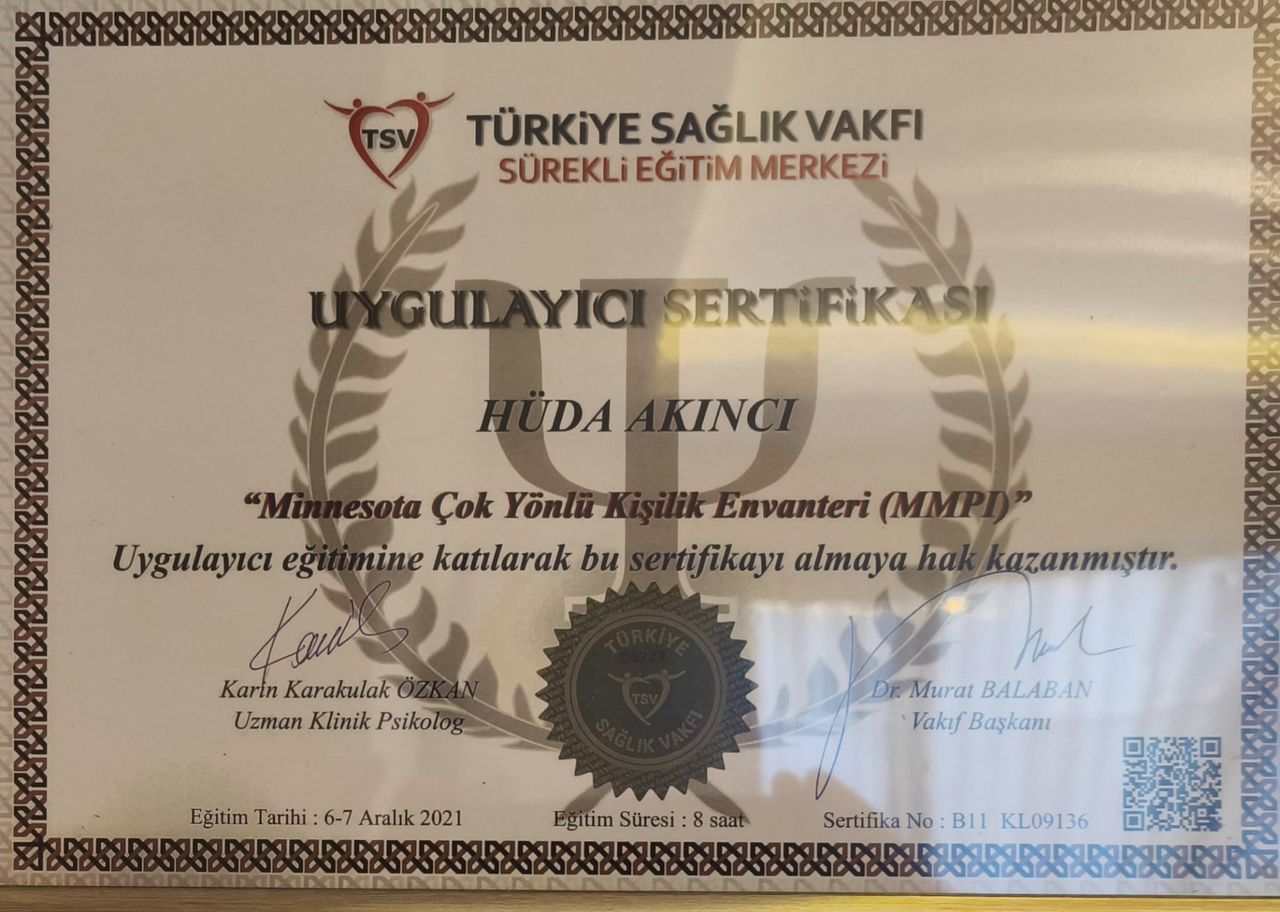 TSV
TÜRKİYE SAĞLIK VAKFI
SÜREKLİ EĞİTİM MERKEZİ
UYGULAYICI SERTİFİKASI
HÜDA AKINCI
“Minnesota Çok Yönlü Kişilik Envanteri (MMPI)”
Uygulayıcı eğitimine katılarak bu sertifikayı almaya hak kazanmıştır.
Karin Karakulak ÖZKAN
Uzman Klinik Psikolog
TÜRKİYE
TSV
SAĞLIK VAKFI
Dr. Murat BALABAN
Vakıf Başkanı
Eğitim Tarihi : 6-7 Aralık 2021
Eğitim Süresi : 8 saat
Sertifika No : B11 KL09136